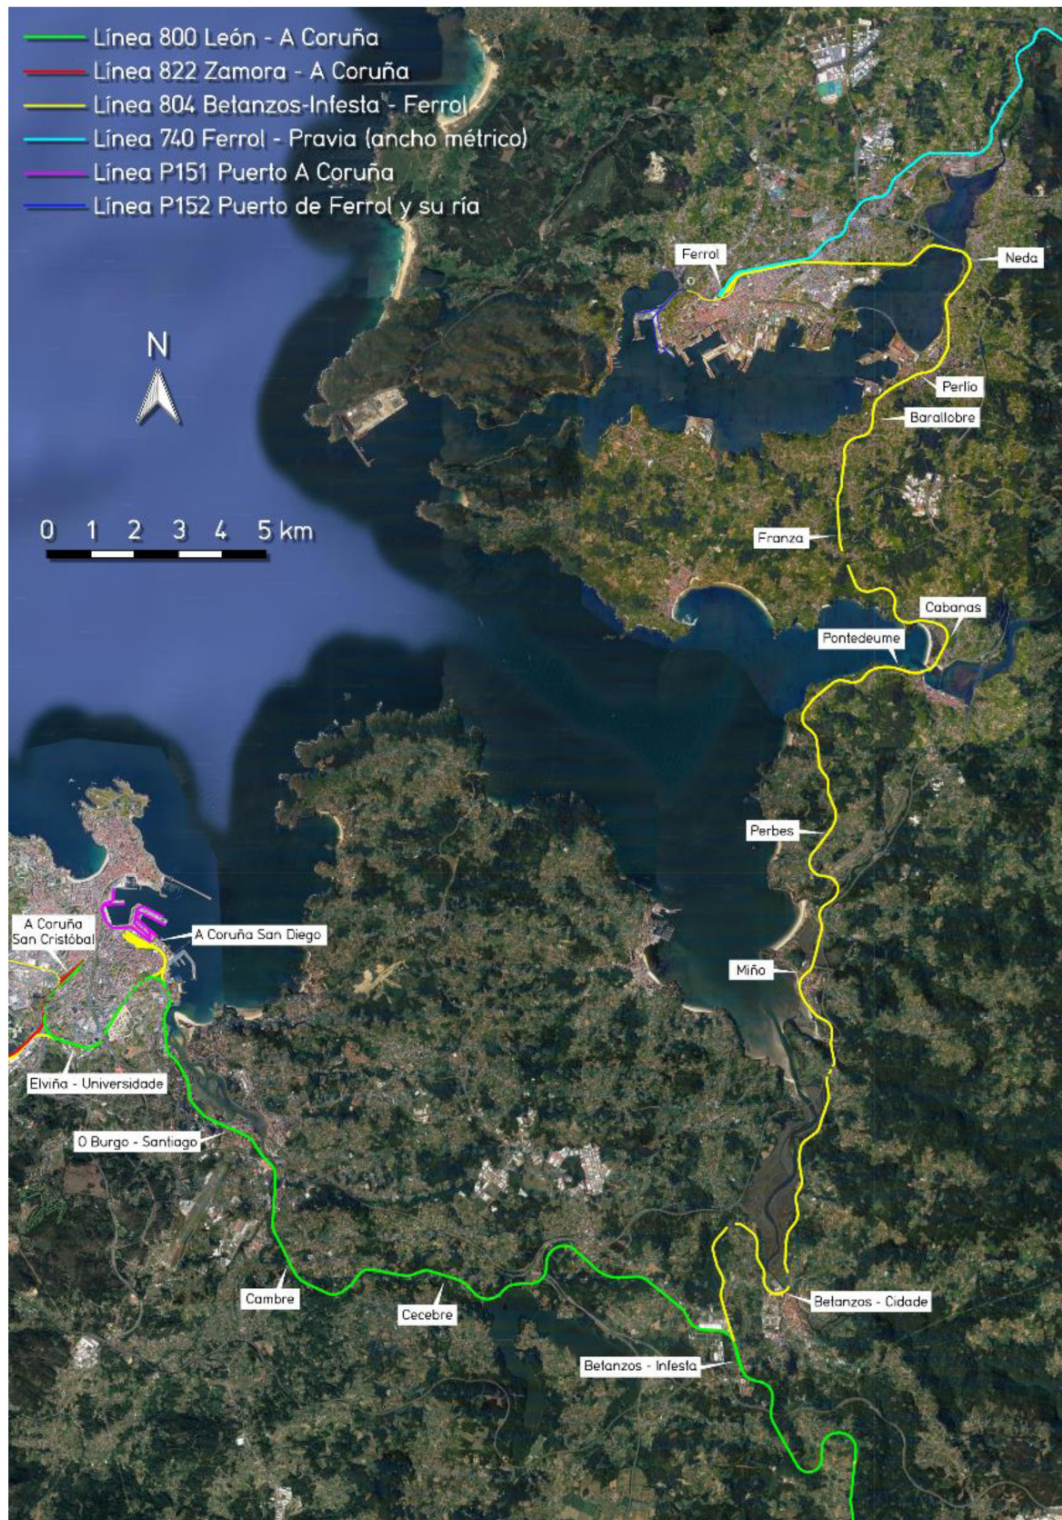 Línea 800 León - A Coruña
Línea 822 Zamora - A Coruña
Línea 804 Betanzos-Infesta - Ferrol
Línea 740 Ferrol - Pravia (ancho métrico)
Línea P151 Puerto A Coruña
Línea P152 Puerto de Ferrol y su ría
Ferrol
Neda
N
Perlío
Barallobre
0 1 2 3 4 5 km
Franza
Cabanas
Pontedeume
Perbes
A Coruña
San Cristóbal
A Coruña San Diego
Miño
Elviña - Universidade
O Burgo - Santiago
Cambre
Cecebre
Betanzos - Cidade
Betanzos - Infesta